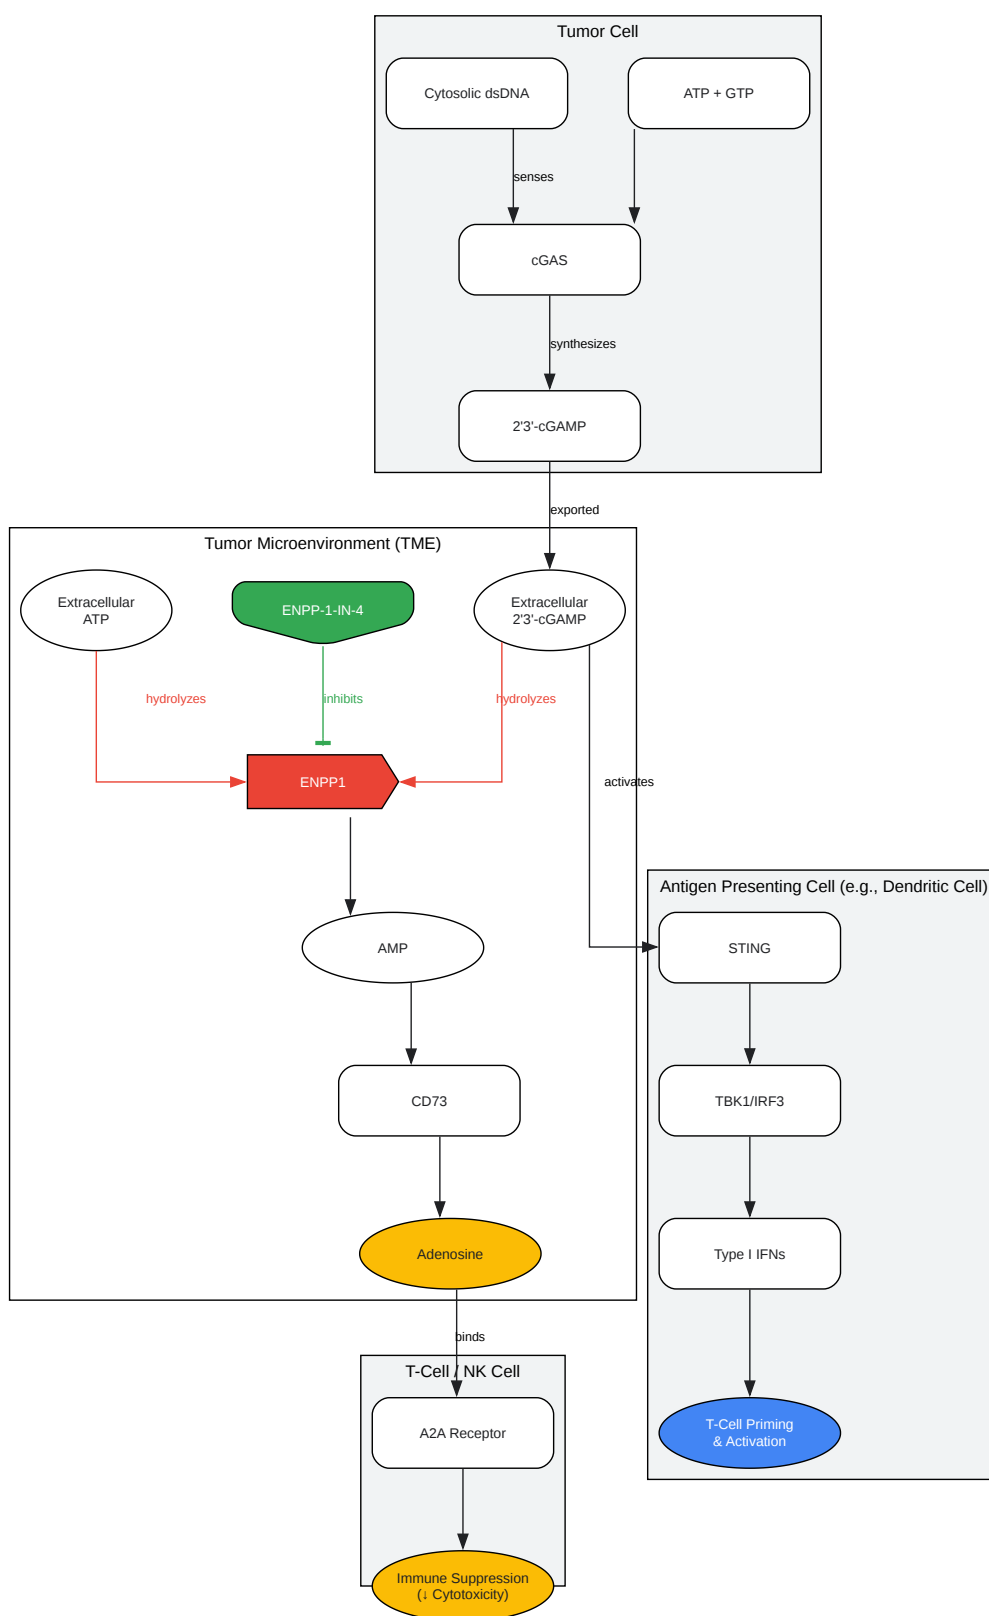 Tumor Cell
Cytosolic dsDNA
ATP + GTP
senses
cGAS
synthesizes
2'3'-cGAMP
exported
Tumor Microenvironment (TME)
Extracellular
ATP
ENPP-1-IN-4
Extracellular
2'3'-cGAMP
hydrolyzes
inhibits
hydrolyzes
ENPP1
activates
Antigen Presenting Cell (e.g., Dendritic Cell)
AMP
STING
CD73
TBK1/IRF3
Adenosine
Type I IFNs
binds
T-Cell / NK Cell
A2A Receptor
T-Cell Priming
& Activation
Immune Suppression
(↓ Cytotoxicity)